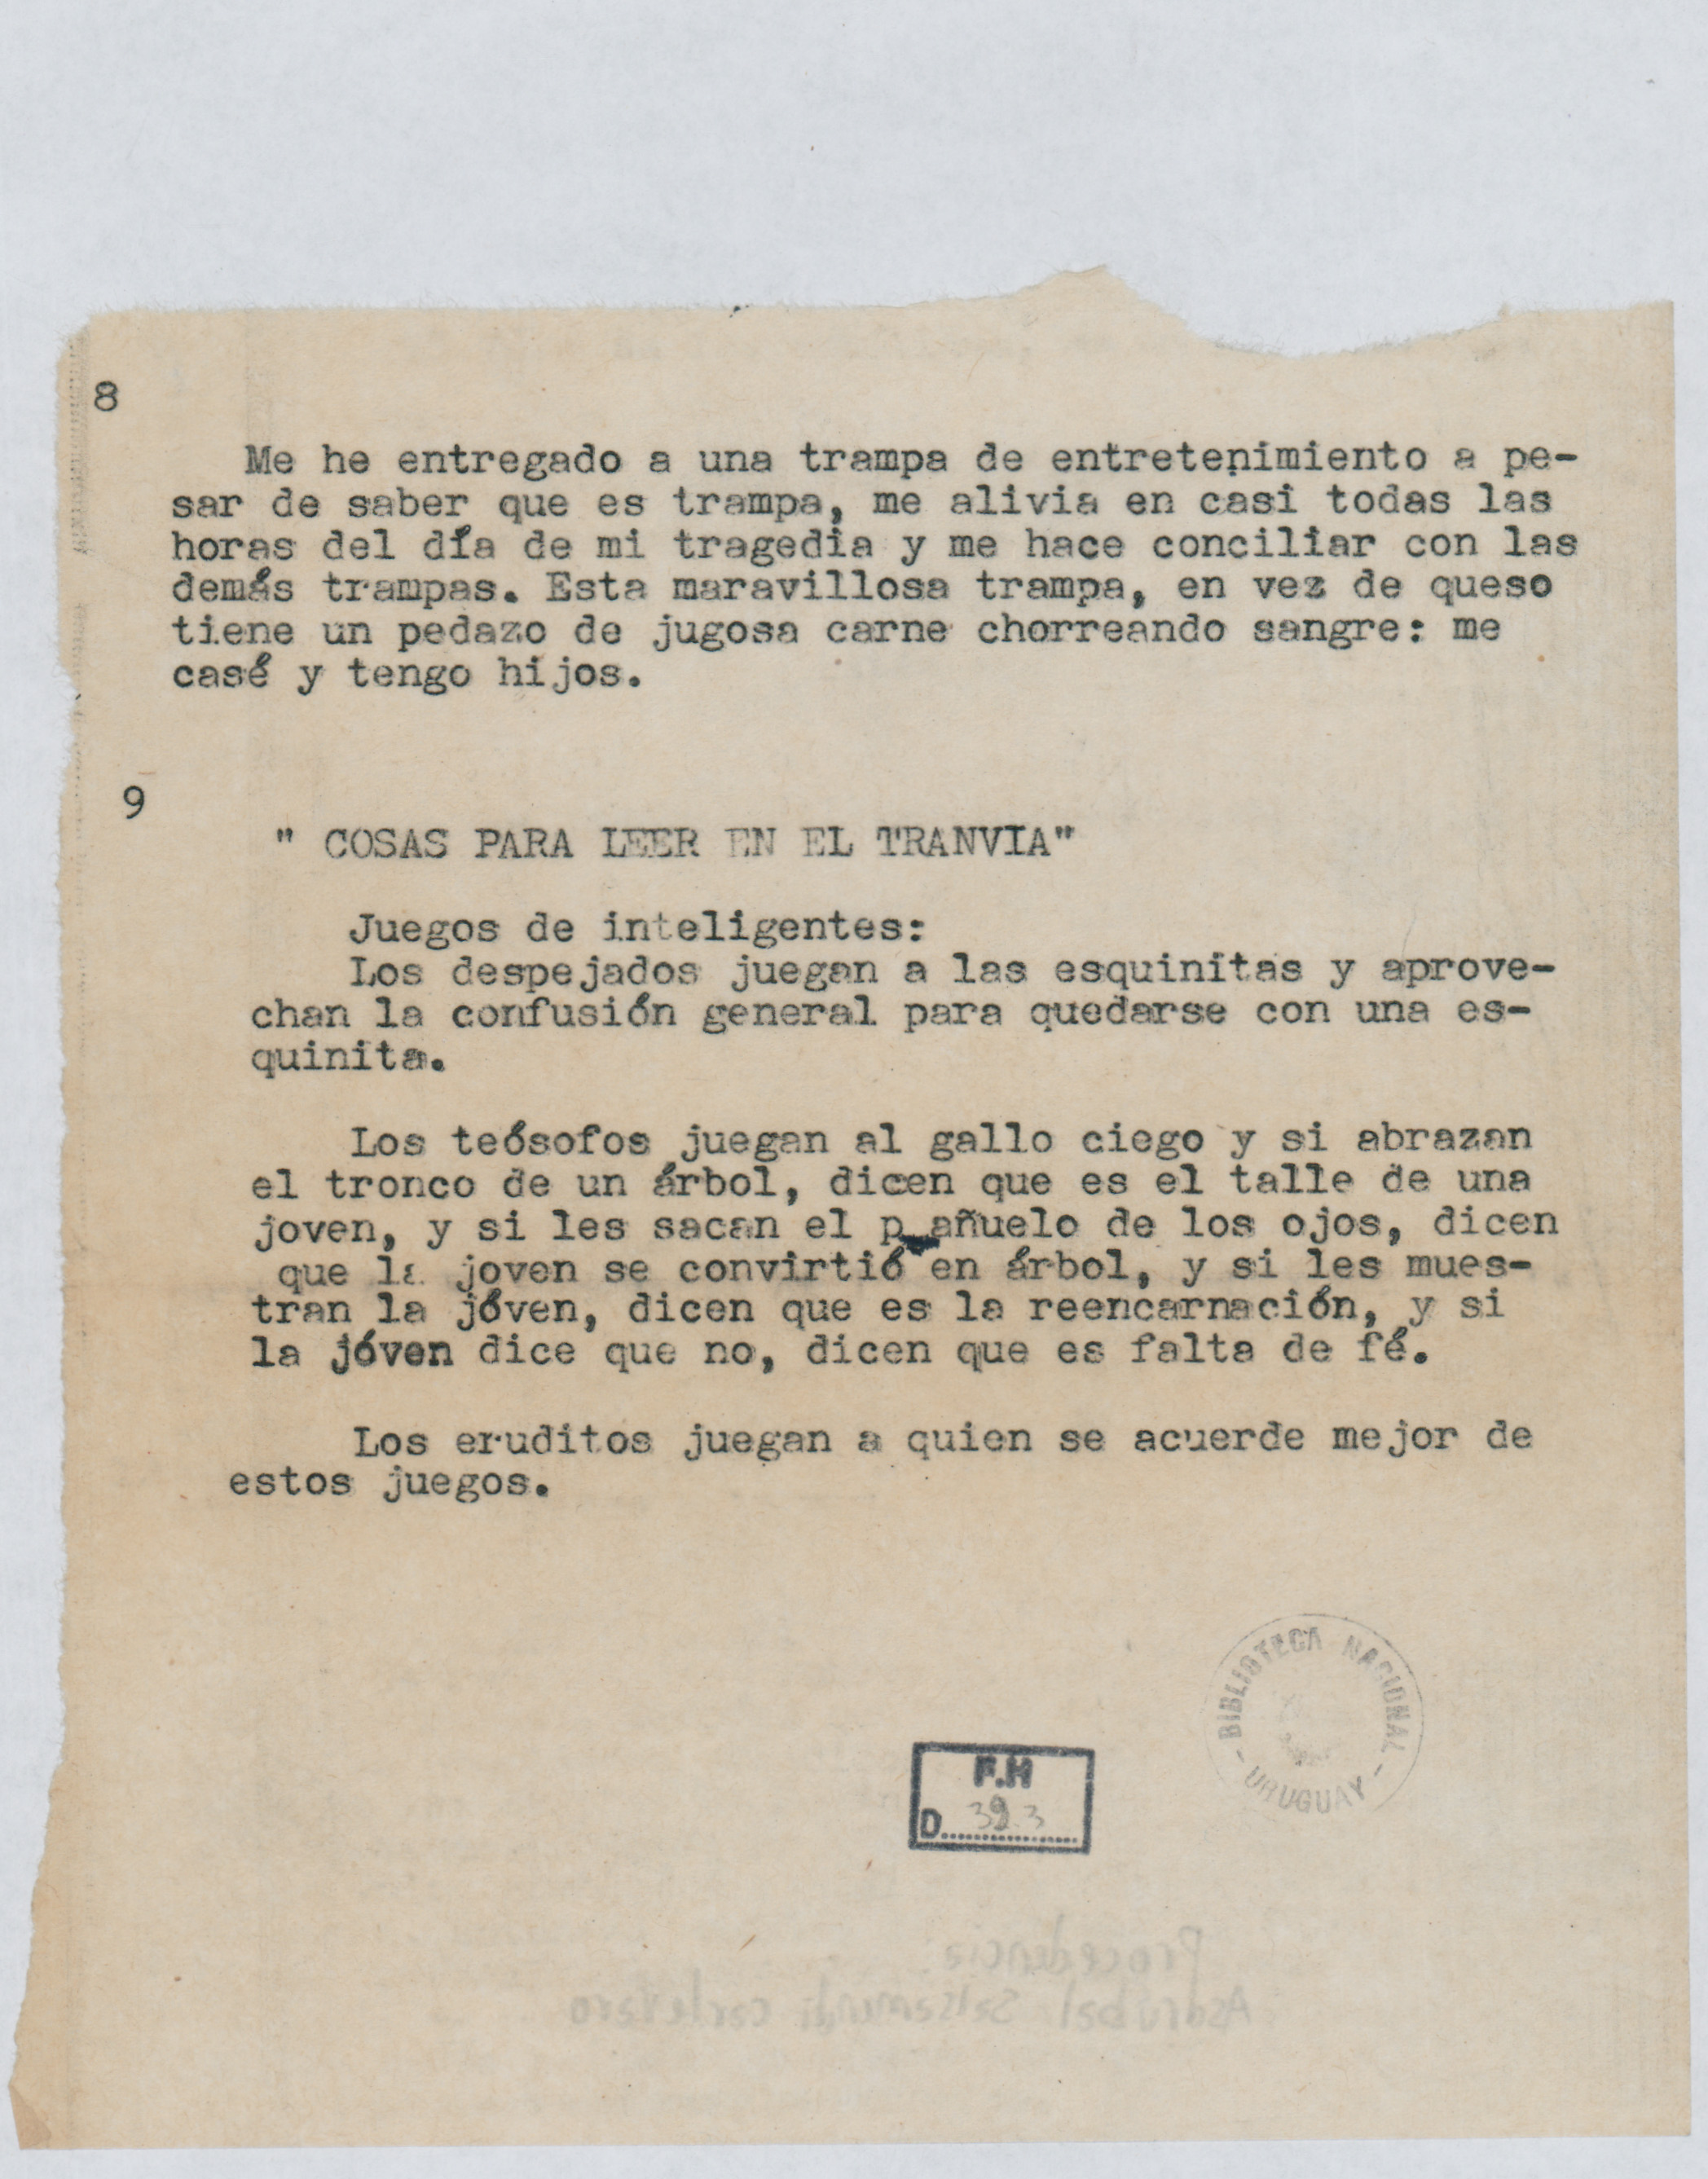 8
Me he entregado a una trampa de entretenimiento a pe-
sar de saber que es trampa, me alivia en casi todas las
horas del día de mi tragedia y me hace conciliar con las
demás trampas. Esta maravillosa trampa, en vez de queso
tiene un pedazo de jugosa carne chorreando sangre: me
casé y tengo hijos.
9
" COSAS PARA LEER EN EL TRANVIA"
Juegos de inteligentes:
Los despejados juegan a las esquinitas y aprove-
chan la confusión general para quedarse con una es-
quinita.
Los teósofos juegan al gallo ciego y si abrazan
el tronco de un árbol, dicen que es el talle de una
joven, y si les sacan el p añuelo de los ojos, dicen
que la joven se convirtió en árbol, y si les mues-
tran la jóven, dicen que es la reencarnación, y si
la jóven dice que no, dicen que es falta de fé.
Los eruditos juegan a quien se acuerde mejor de
estos juegos.
BIBLIOTECA NACIONAL
- URUGUAY -
F.H
D
Procedencia:
Asdrúbal Salsamendi Carlevaro